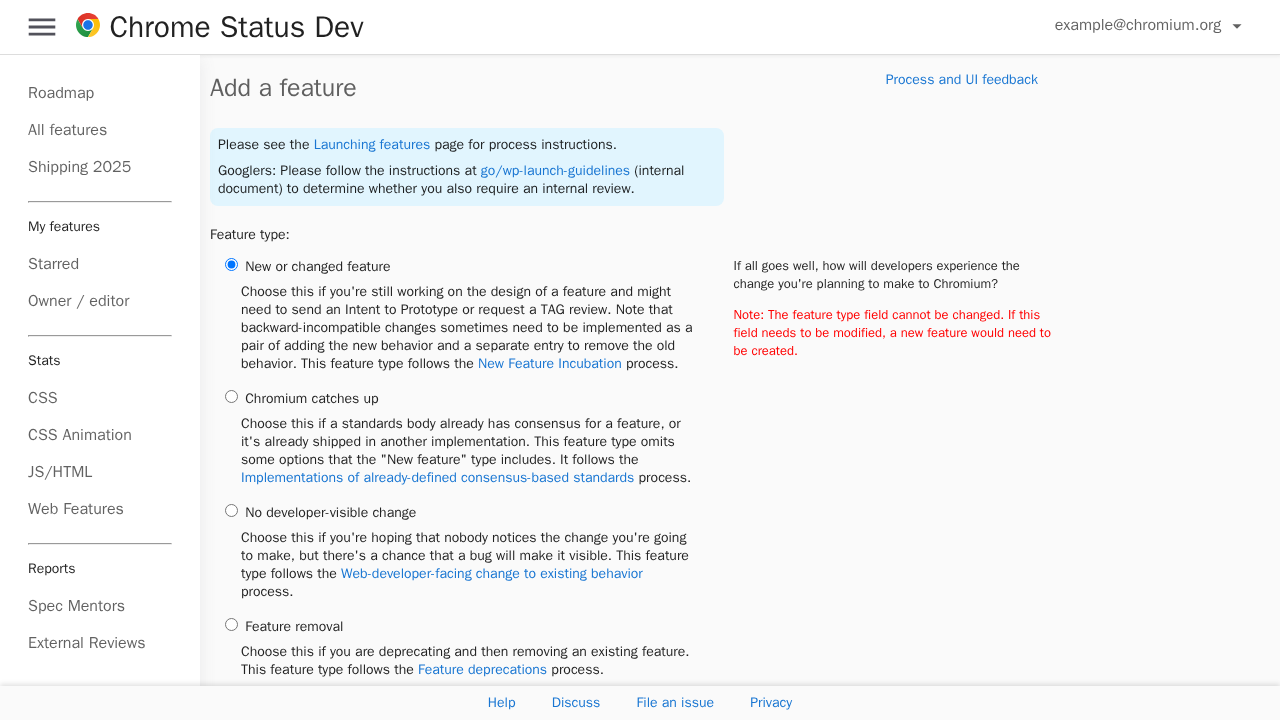 Chrome Status Dev
example@chromium.org
Roadmap
All features
Shipping 2025
My features
Starred
Owner / editor
Stats
CSS
CSS Animation
JS/HTML
Web Features
Reports
Spec Mentors
External Reviews
Add a feature
Process and UI feedback
Please see the Launching features page for process instructions.
Googlers: Please follow the instructions at go/wp-launch-guidelines (internal
document) to determine whether you also require an internal review.
Feature type:
New or changed feature
Choose this if you're still working on the design of a feature and might
need to send an Intent to Prototype or request a TAG review. Note that
backward-incompatible changes sometimes need to be implemented as a
pair of adding the new behavior and a separate entry to remove the old
behavior. This feature type follows the New Feature Incubation process.
Chromium catches up
Choose this if a standards body already has consensus for a feature, or
it's already shipped in another implementation. This feature type omits
some options that the "New feature" type includes. It follows the
Implementations of already-defined consensus-based standards process.
No developer-visible change
Choose this if you're hoping that nobody notices the change you're going
to make, but there's a chance that a bug will make it visible. This feature
type follows the Web-developer-facing change to existing behavior
process.
Feature removal
Choose this if you are deprecating and then removing an existing feature.
This feature type follows the Feature deprecations process.
If all goes well, how will developers experience the
change you're planning to make to Chromium?
Note: The feature type field cannot be changed. If this
field needs to be modified, a new feature would need to
be created.
Help
Discuss
File an issue
Privacy